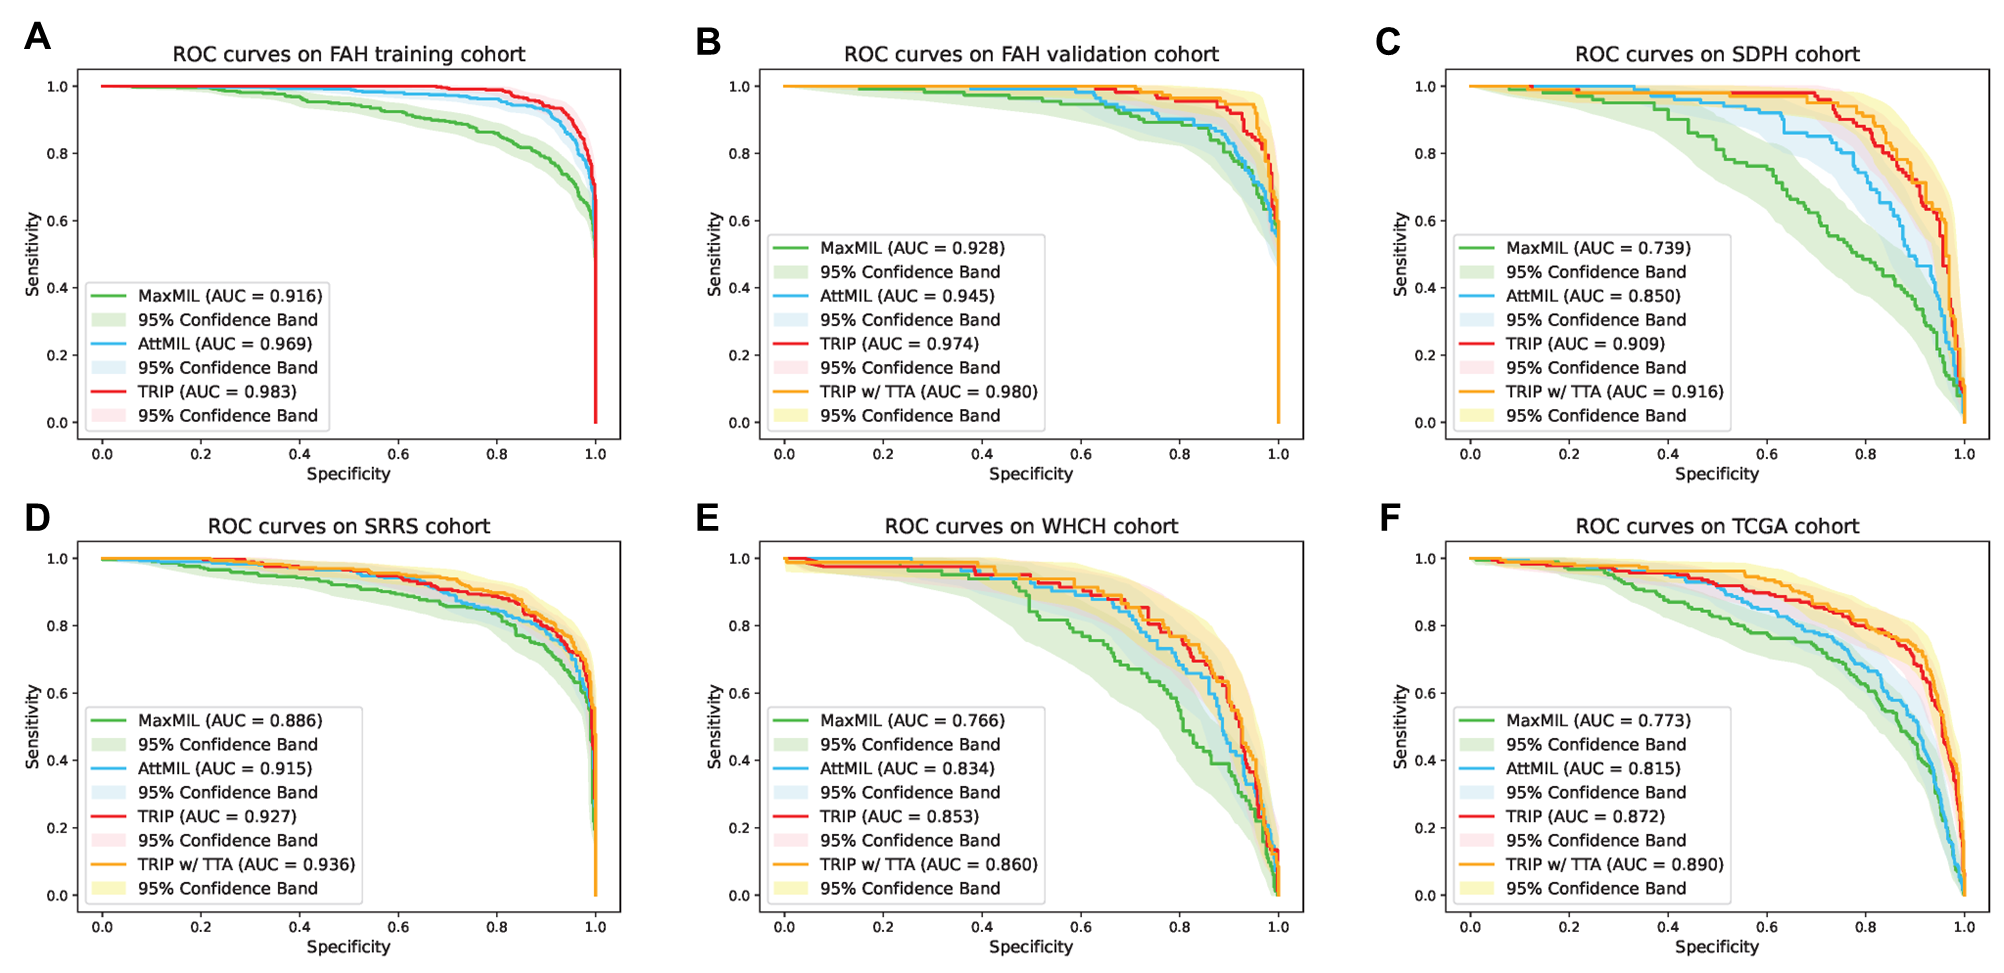 A
ROC curves on FAH training cohort
1.0
0.8
0.6
0.4
0.2
0.0
Sensitivity
MaxMIL (AUC = 0.916)
95% Confidence Band
AttMIL (AUC = 0.969)
95% Confidence Band
TRIP (AUC = 0.983)
95% Confidence Band
0.0 0.2 0.4 0.6 0.8 1.0
Specificity
B
ROC curves on FAH validation cohort
1.0
0.8
0.6
0.4
0.2
0.0
Sensitivity
MaxMIL (AUC = 0.928)
95% Confidence Band
AttMIL (AUC = 0.945)
95% Confidence Band
TRIP (AUC = 0.974)
95% Confidence Band
TRIP w/ TTA (AUC = 0.980)
95% Confidence Band
0.0 0.2 0.4 0.6 0.8 1.0
Specificity
C
ROC curves on SDPH cohort
1.0
0.8
0.6
0.4
0.2
0.0
Sensitivity
MaxMIL (AUC = 0.739)
95% Confidence Band
AttMIL (AUC = 0.850)
95% Confidence Band
TRIP (AUC = 0.909)
95% Confidence Band
TRIP w/ TTA (AUC = 0.916)
95% Confidence Band
0.0 0.2 0.4 0.6 0.8 1.0
Specificity
D
ROC curves on SRRS cohort
1.0
0.8
0.6
0.4
0.2
0.0
Sensitivity
MaxMIL (AUC = 0.886)
95% Confidence Band
AttMIL (AUC = 0.915)
95% Confidence Band
TRIP (AUC = 0.927)
95% Confidence Band
TRIP w/ TTA (AUC = 0.936)
95% Confidence Band
0.0 0.2 0.4 0.6 0.8 1.0
Specificity
E
ROC curves on WHCH cohort
1.0
0.8
0.6
0.4
0.2
0.0
Sensitivity
MaxMIL (AUC = 0.766)
95% Confidence Band
AttMIL (AUC = 0.834)
95% Confidence Band
TRIP (AUC = 0.853)
95% Confidence Band
TRIP w/ TTA (AUC = 0.860)
95% Confidence Band
0.0 0.2 0.4 0.6 0.8 1.0
Specificity
F
ROC curves on TCGA cohort
1.0
0.8
0.6
0.4
0.2
0.0
Sensitivity
MaxMIL (AUC = 0.773)
95% Confidence Band
AttMIL (AUC = 0.815)
95% Confidence Band
TRIP (AUC = 0.872)
95% Confidence Band
TRIP w/ TTA (AUC = 0.890)
95% Confidence Band
0.0 0.2 0.4 0.6 0.8 1.0
Specificity